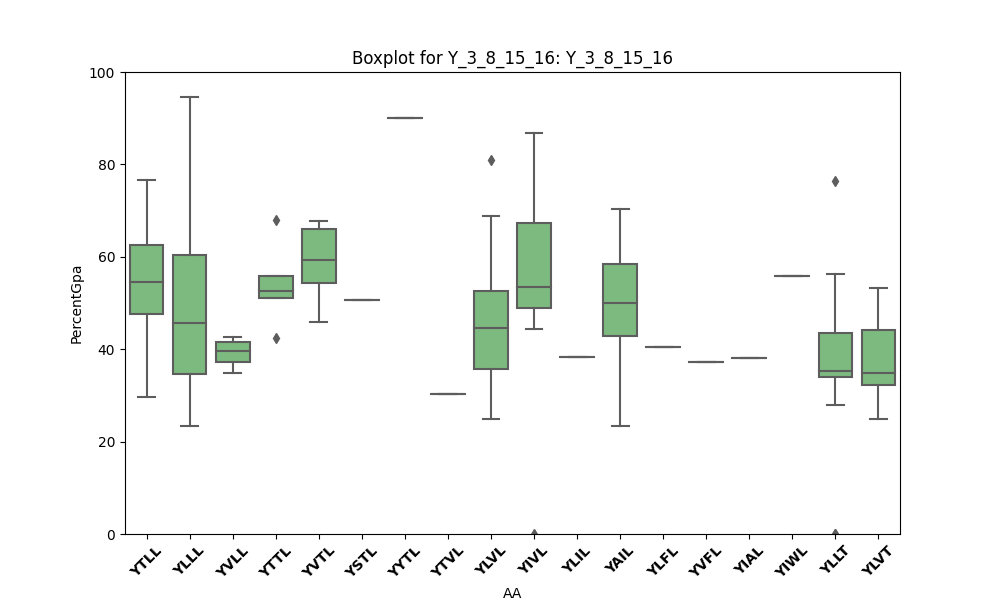 Boxplot for Y_3_8_15_16: Y_3_8_15_16
100
80
60
40
20
0
PercentGpa
YTLL YLLL YVLL YTTL YVTL YSTL YYTL YTVL YLVL YIVL YLIL YAIL YLFL YVFL YIAL YIWL YLLT YLVT
AA